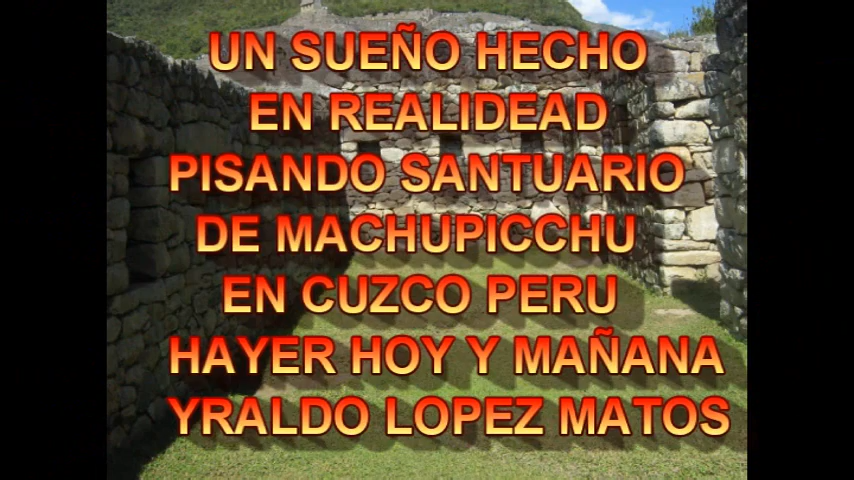 UN SUEÑO HECHO
EN REALIDEAD
PISANDO SANTUARIO
DE MACHUPICCHU
EN CUZCO PERU
HAYER HOY Y MAÑANA
YRALDO LOPEZ MATOS